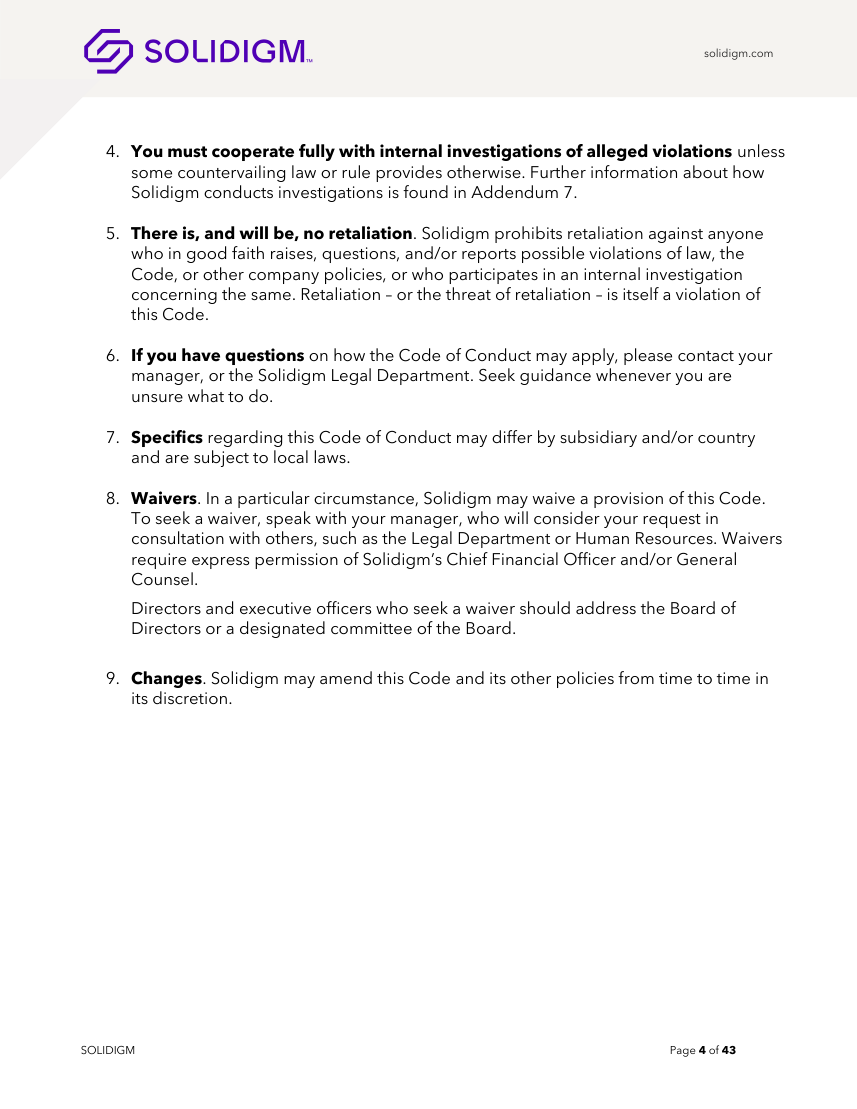 SOLIDIGM™
solidigm.com
4. You must cooperate fully with internal investigations of alleged violations unless
some countervailing law or rule provides otherwise. Further information about how
Solidigm conducts investigations is found in Addendum 7.
5. There is, and will be, no retaliation. Solidigm prohibits retaliation against anyone
who in good faith raises, questions, and/or reports possible violations of law, the
Code, or other company policies, or who participates in an internal investigation
concerning the same. Retaliation – or the threat of retaliation – is itself a violation of
this Code.
6. If you have questions on how the Code of Conduct may apply, please contact your
manager, or the Solidigm Legal Department. Seek guidance whenever you are
unsure what to do.
7. Specifics regarding this Code of Conduct may differ by subsidiary and/or country
and are subject to local laws.
8. Waivers. In a particular circumstance, Solidigm may waive a provision of this Code.
To seek a waiver, speak with your manager, who will consider your request in
consultation with others, such as the Legal Department or Human Resources. Waivers
require express permission of Solidigm’s Chief Financial Officer and/or General
Counsel.
Directors and executive officers who seek a waiver should address the Board of
Directors or a designated committee of the Board.
9. Changes. Solidigm may amend this Code and its other policies from time to time in
its discretion.
SOLIDIGM
Page 4 of 43